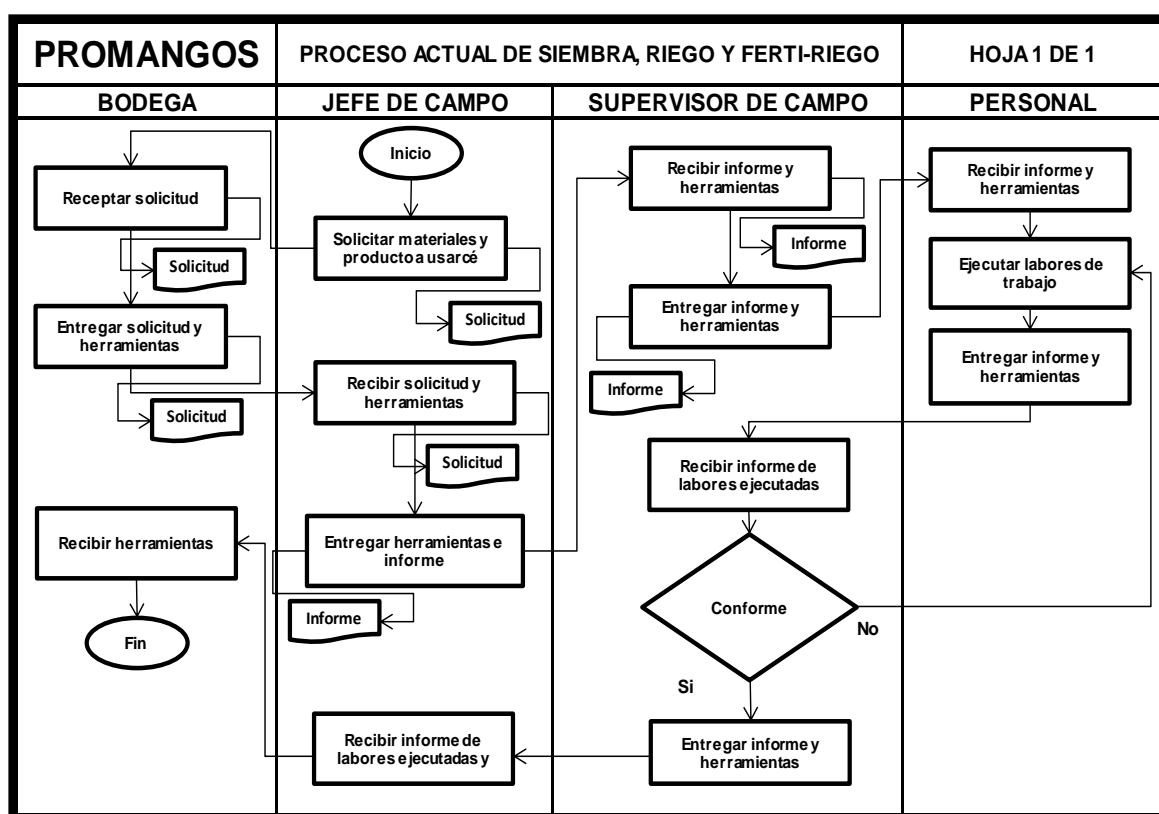 PROMANGOS
PROCESO ACTUAL DE SIEMBRA, RIEGO Y FERTI-RIEGO
HOJA 1 DE 1
BODEGA
JEFE DE CAMPO
SUPERVISOR DE CAMPO
PERSONAL
Receptar solicitud
Solicitud
Entregar solicitud y
herramientas
Solicitud
Recibir herramientas
Fin
Inicio
Solicitar materiales y
producto a usarcé
Solicitud
Recibir solicitud y
herramientas
Solicitud
Entregar herramientas e
informe
Informe
Recibir informe de
labores ejecutadas y
Recibir informe y
herramientas
Informe
Entregar informe y
herramientas
Informe
Recibir informe de
labores ejecutadas
Conforme
No
Si
Entregar informe y
herramientas
Recibir informe y
herramientas
Ejecutar labores de
trabajo
Entregar informe y
herramientas